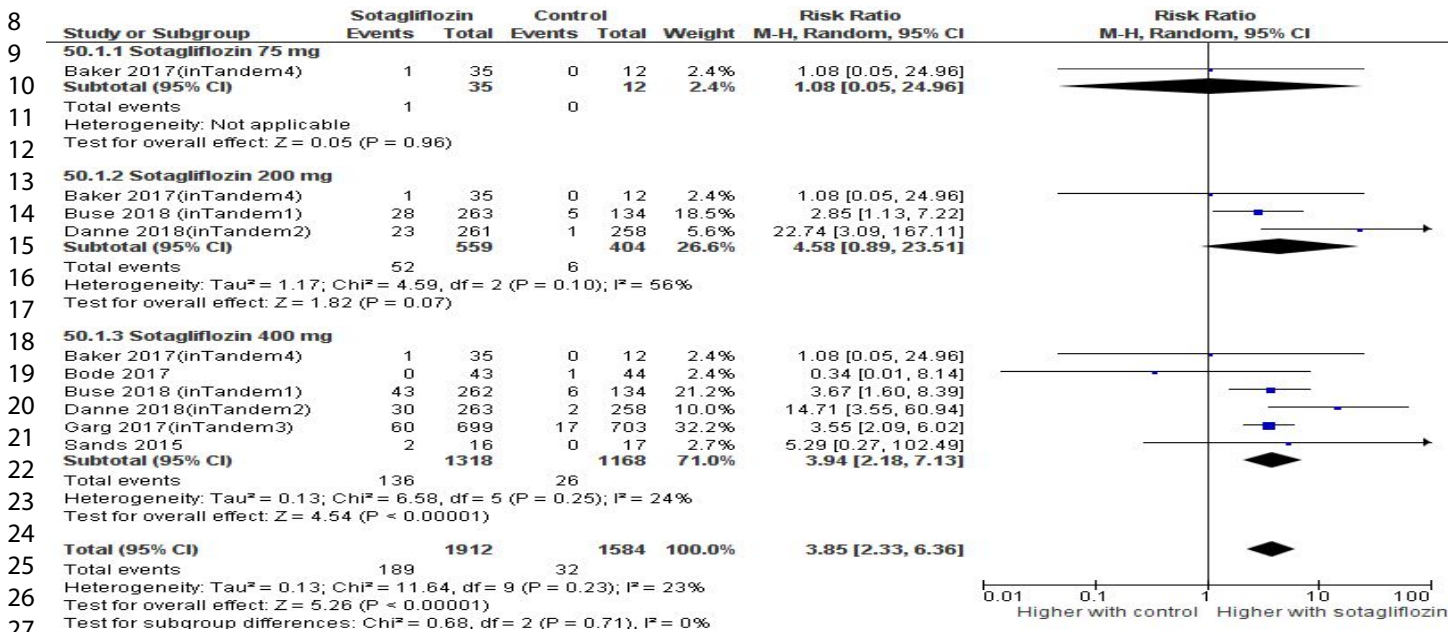 8
Sotagliflozin Control Risk Ratio Risk Ratio
Study or Subgroup Events Total Events Total Weight M-H, Random, 95% CI M-H, Random, 95% CI
9
50.1.1 Sotagliflozin 75 mg
Baker 2017(inTandem4) 1 35 0 12 2.4% 1.08 [0.05, 24.96]
10
Subtotal (95% CI) 35 12 2.4% 1.08 [0.05, 24.96]
Total events 1 0
11
Heterogeneity: Not applicable
12
Test for overall effect: Z = 0.05 (P = 0.96)
13
50.1.2 Sotagliflozin 200 mg
Baker 2017(inTandem4) 1 35 0 12 2.4% 1.08 [0.05, 24.96]
14
Buse 2018 (inTandem1) 28 263 5 134 18.5% 2.85 [1.13, 7.22]
Danne 2018(inTandem2) 23 261 1 258 5.6% 22.74 [3.09, 167.11]
15
Subtotal (95% CI) 559 404 26.6% 4.58 [0.89, 23.51]
Total events 52 6
16
Heterogeneity: Tau² = 1.17; Chi² = 4.59, df = 2 (P = 0.10); I² = 56%
17
Test for overall effect: Z = 1.82 (P = 0.07)
18
50.1.3 Sotagliflozin 400 mg
Baker 2017(inTandem4) 1 35 0 12 2.4% 1.08 [0.05, 24.96]
19
Bode 2017 0 43 1 44 2.4% 0.34 [0.01, 8.14]
Buse 2018 (inTandem1) 43 262 6 134 21.2% 3.67 [1.60, 8.39]
20
Danne 2018(inTandem2) 30 263 2 258 10.0% 14.71 [3.55, 60.94]
Garg 2017(inTandem3) 60 699 17 703 32.2% 3.55 [2.09, 6.02]
21
Sands 2015 2 16 0 17 2.7% 5.29 [0.27, 102.49]
22
Subtotal (95% CI) 1318 1168 71.0% 3.94 [2.18, 7.13]
Total events 136 26
23
Heterogeneity: Tau² = 0.13; Chi² = 6.58, df = 5 (P = 0.25); I² = 24%
Test for overall effect: Z = 4.54 (P < 0.00001)
24
Total (95% CI) 1912 1584 100.0% 3.85 [2.33, 6.36]
25
Total events 189 32
26
Heterogeneity: Tau² = 0.13; Chi² = 11.64, df = 9 (P = 0.23); I² = 23%
Test for overall effect: Z = 5.26 (P < 0.00001)
27
Test for subgroup differences: Chi² = 0.68, df = 2 (P = 0.71), I² = 0%
0.01 0.1 1 10 100
Higher with control Higher with sotagliflozin